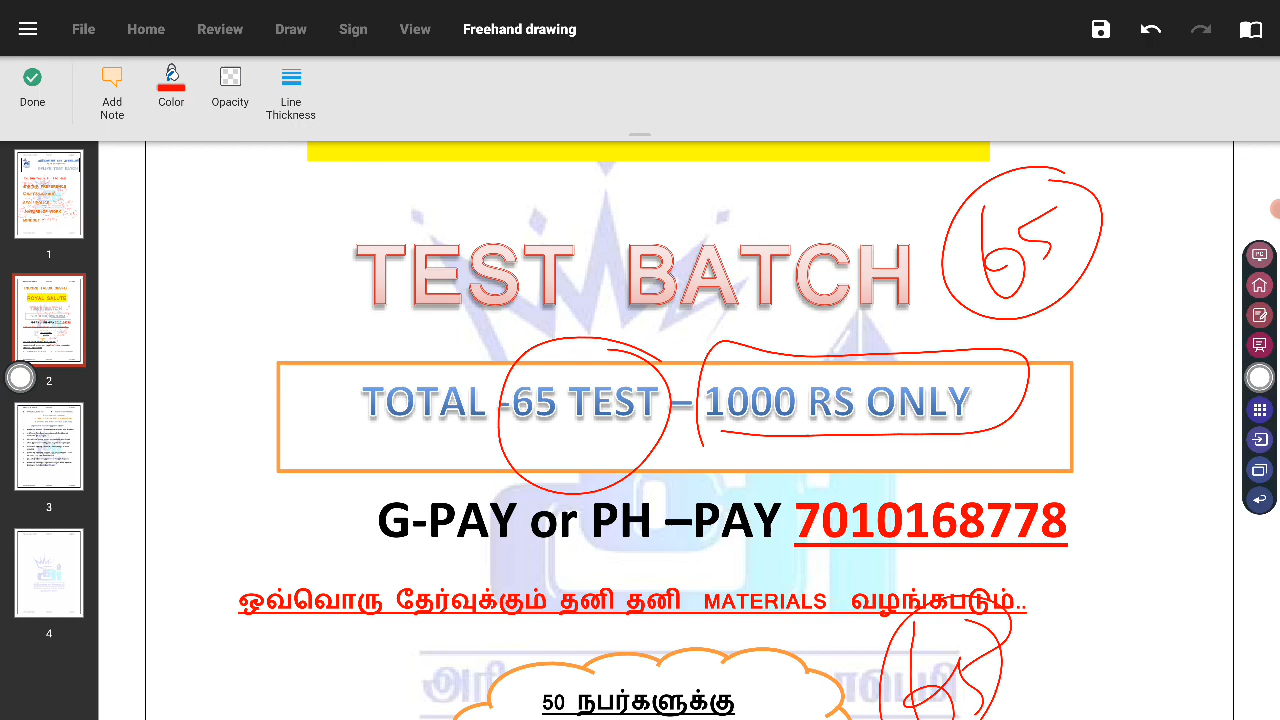 File Home Review Draw Sign View Freehand drawing
Done Add Note Color Opacity Line Thickness
TEST BATCH 65
TOTAL -65 TEST – 1000 RS ONLY
G-PAY or PH –PAY 7010168778
ஒவ்வொரு தேர்வுக்கும் தனி தனி MATERIALS வழங்கபடும்..
65
50 நபர்களுக்கு
1
2
3
4